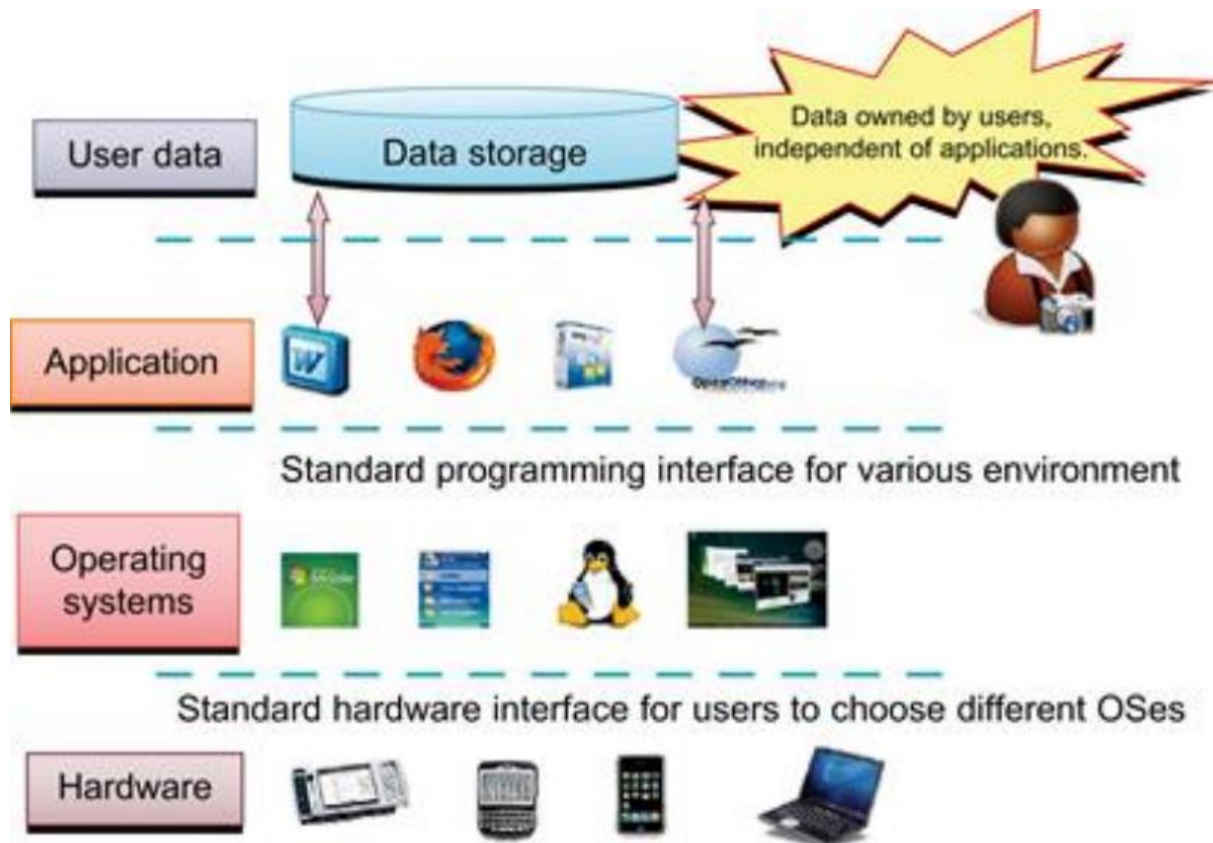 User data
Data storage
Data owned by users,
independent of applications.
Application
W
Standard programming interface for various environment
Operating
systems
Standard hardware interface for users to choose different OSes
Hardware